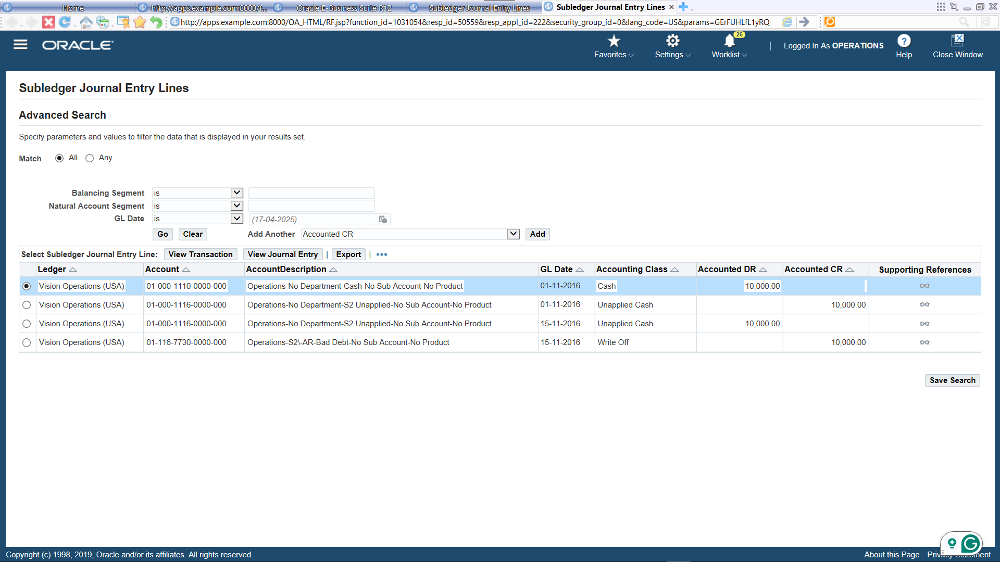 Home
http://apps.example.com:8000/f...
Oracle E-Business Suite R12
Subledger Journal Entry Lines
Subledger Journal Entry Lines
http://apps.example.com:8000/OA_HTML/RF.jsp?function_id=1031054&resp_id=50559&resp_appl_id=222&security_group_id=0&lang_code=US&params=GErFUHLfL1yRQ
ORACLE
Favorites
Settings
26
Worklist
Logged In As OPERATIONS
Help
Close Window
Subledger Journal Entry Lines
Advanced Search
Specify parameters and values to filter the data that is displayed in your results set.
Match All Any
Balancing Segment is
Natural Account Segment is
GL Date is (17-04-2025)
Go Clear Add Another Accounted CR Add
Select Subledger Journal Entry Line: View Transaction View Journal Entry | Export | •••
Ledger Account AccountDescription GL Date Accounting Class Accounted DR Accounted CR Supporting References
Vision Operations (USA) 01-000-1110-0000-000 Operations-No Department-Cash-No Sub Account-No Product 01-11-2016 Cash 10,000.00
Vision Operations (USA) 01-000-1116-0000-000 Operations-No Department-S2 Unapplied-No Sub Account-No Product 01-11-2016 Unapplied Cash 10,000.00
Vision Operations (USA) 01-000-1116-0000-000 Operations-No Department-S2 Unapplied-No Sub Account-No Product 15-11-2016 Unapplied Cash 10,000.00
Vision Operations (USA) 01-116-7730-0000-000 Operations-S2\-AR-Bad Debt-No Sub Account-No Product 15-11-2016 Write Off 10,000.00
Save Search
Copyright (c) 1998, 2019, Oracle and/or its affiliates. All rights reserved.
About this Page Privacy Statement